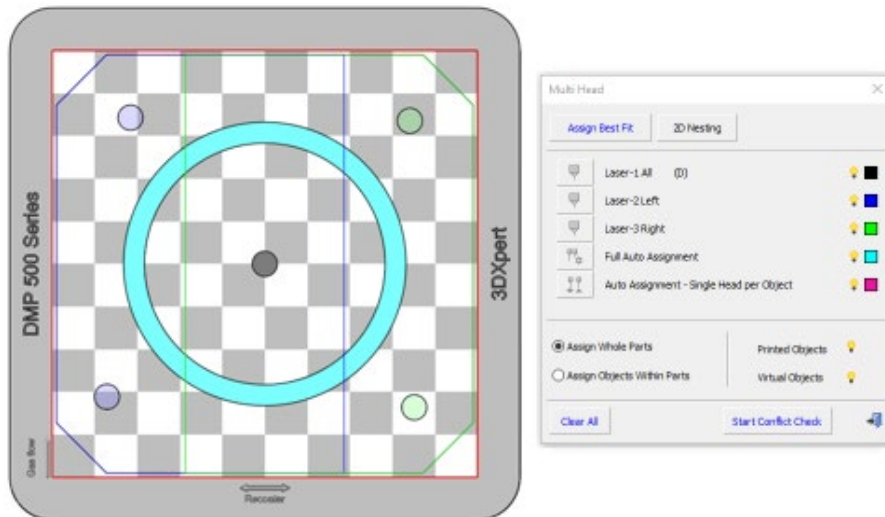 DMP 500 Series
3DXpert
Gas flow
Recoater
Multi Head
Assign Best Fit
2D Nesting
Laser-1 All (D)
Laser-2 Left
Laser-3 Right
Full Auto Assignment
Auto Assignment - Single Head per Object
Assign Whole Parts
Printed Objects
Assign Objects Within Parts
Virtual Objects
Clear All
Start Conflict Check